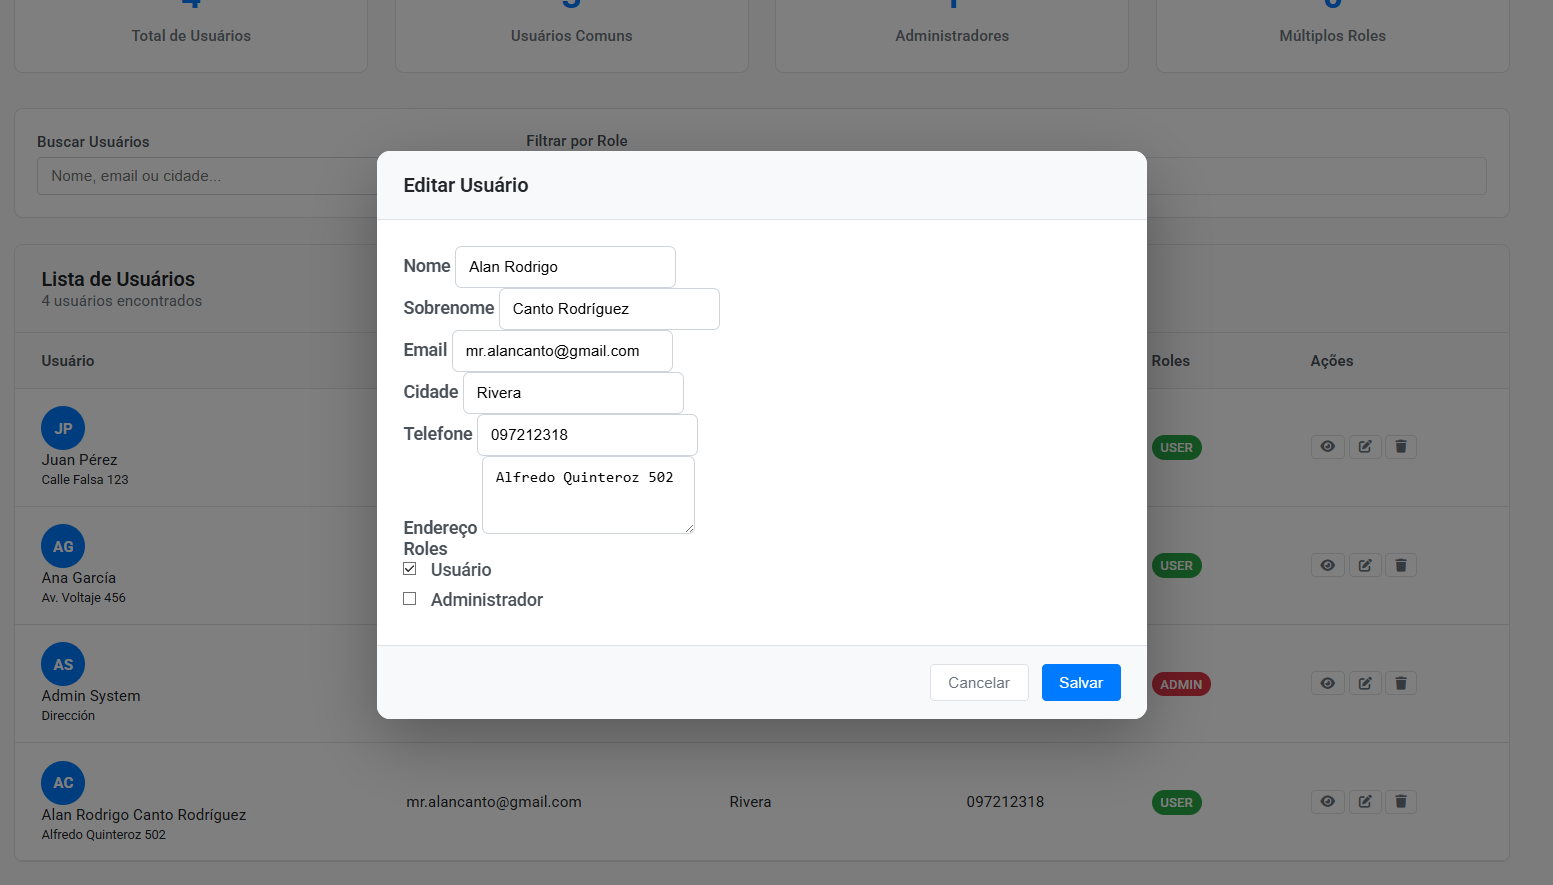 Total de Usuários
Usuários Comuns
Administradores
Múltiplos Roles
Buscar Usuários
Filtrar por Role
Nome, email ou cidade...
Lista de Usuários
4 usuários encontrados
Usuário
Roles
Ações
JP
Juan Pérez
Calle Falsa 123
USER
AG
Ana García
Av. Voltaje 456
USER
AS
Admin System
Dirección
ADMIN
AC
Alan Rodrigo Canto Rodríguez
Alfredo Quinteroz 502
mr.alancanto@gmail.com
Rivera
097212318
USER
Editar Usuário
Nome Alan Rodrigo
Sobrenome Canto Rodríguez
Email mr.alancanto@gmail.com
Cidade Rivera
Telefone 097212318
Endereço Alfredo Quinteroz 502
Roles
Usuário
Administrador
Cancelar
Salvar